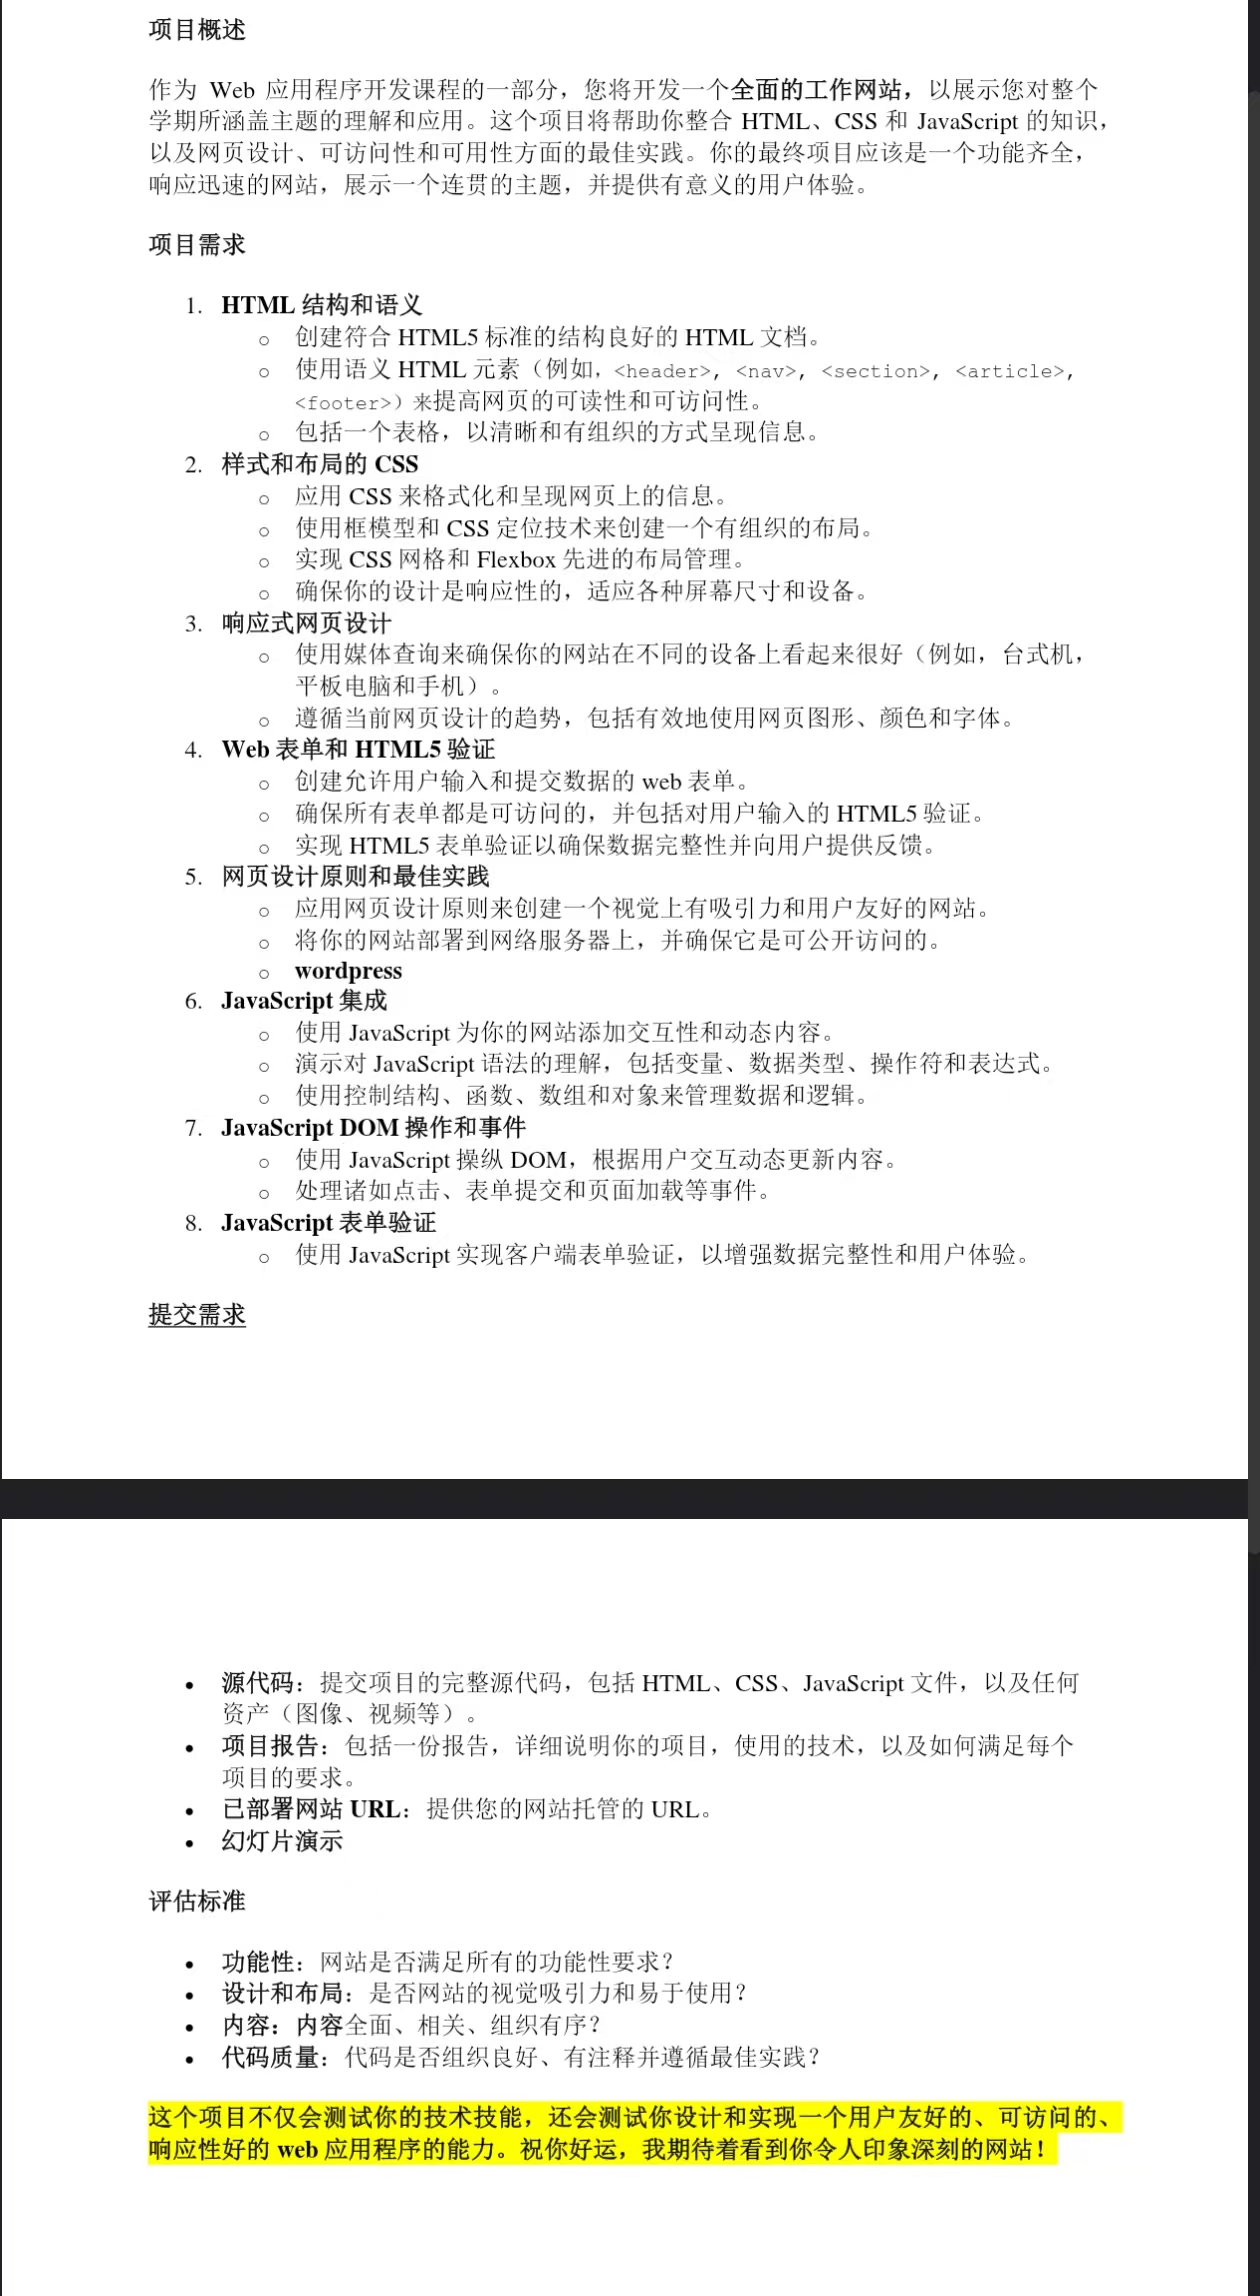 项目概述
作为 Web 应用程序开发课程的一部分，您将开发一个全面的工作网站，以展示您对整个
学期所涵盖主题的理解和应用。这个项目将帮助你整合 HTML、CSS 和 JavaScript 的知识，
以及网页设计、可访问性和可用性方面的最佳实践。你的最终项目应该是一个功能齐全，
响应迅速的网站，展示一个连贯的主题，并提供有意义的用户体验。
项目需求
1. HTML 结构和语义
○ 创建符合 HTML5 标准的结构良好的 HTML 文档。
○ 使用语义 HTML 元素（例如，<header>, <nav>, <section>, <article>,
<footer>）来提高网页的可读性和可访问性。
○ 包括一个表格，以清晰和有组织的方式呈现信息。
2. 样式和布局的 CSS
○ 应用 CSS 来格式化和呈现网页上的信息。
○ 使用框模型和 CSS 定位技术来创建一个有组织的布局。
○ 实现 CSS 网格和 Flexbox 先进的布局管理。
○ 确保你的设计是响应性的，适应各种屏幕尺寸和设备。
3. 响应式网页设计
○ 使用媒体查询来确保你的网站在不同的设备上看起来很好（例如，台式机，
平板电脑和手机）。
○ 遵循当前网页设计的趋势，包括有效地使用网页图形、颜色和字体。
4. Web 表单和 HTML5 验证
○ 创建允许用户输入和提交数据的 web 表单。
○ 确保所有表单都是可访问的，并包括对用户输入的 HTML5 验证。
○ 实现 HTML5 表单验证以确保数据完整性并向用户提供反馈。
5. 网页设计原则和最佳实践
○ 应用网页设计原则来创建一个视觉上有吸引力和用户友好的网站。
○ 将你的网站部署到网络服务器上，并确保它是可公开访问的。
○ wordpress
6. JavaScript 集成
○ 使用 JavaScript 为你的网站添加交互性和动态内容。
○ 演示对 JavaScript 语法的理解，包括变量、数据类型、操作符和表达式。
○ 使用控制结构、函数、数组和对象来管理数据和逻辑。
7. JavaScript DOM 操作和事件
○ 使用 JavaScript 操纵 DOM，根据用户交互动态更新内容。
○ 处理诸如点击、表单提交和页面加载等事件。
8. JavaScript 表单验证
○ 使用 JavaScript 实现客户端表单验证，以增强数据完整性和用户体验。
提交需求
• 源代码：提交项目的完整源代码，包括 HTML、CSS、JavaScript 文件，以及任何
资产（图像、视频等）。
• 项目报告：包括一份报告，详细说明你的项目，使用的技术，以及如何满足每个
项目的要求。
• 已部署网站 URL：提供您的网站托管的 URL。
• 幻灯片演示
评估标准
• 功能性：网站是否满足所有的功能性要求？
• 设计和布局：是否网站的视觉吸引力和易于使用？
• 内容：内容全面、相关、组织有序？
• 代码质量：代码是否组织良好、有注释并遵循最佳实践？
这个项目不仅会测试你的技术技能，还会测试你设计和实现一个用户友好的、可访问的、
响应性好的 web 应用程序的能力。祝你好运，我期待着看到你令人印象深刻的网站！